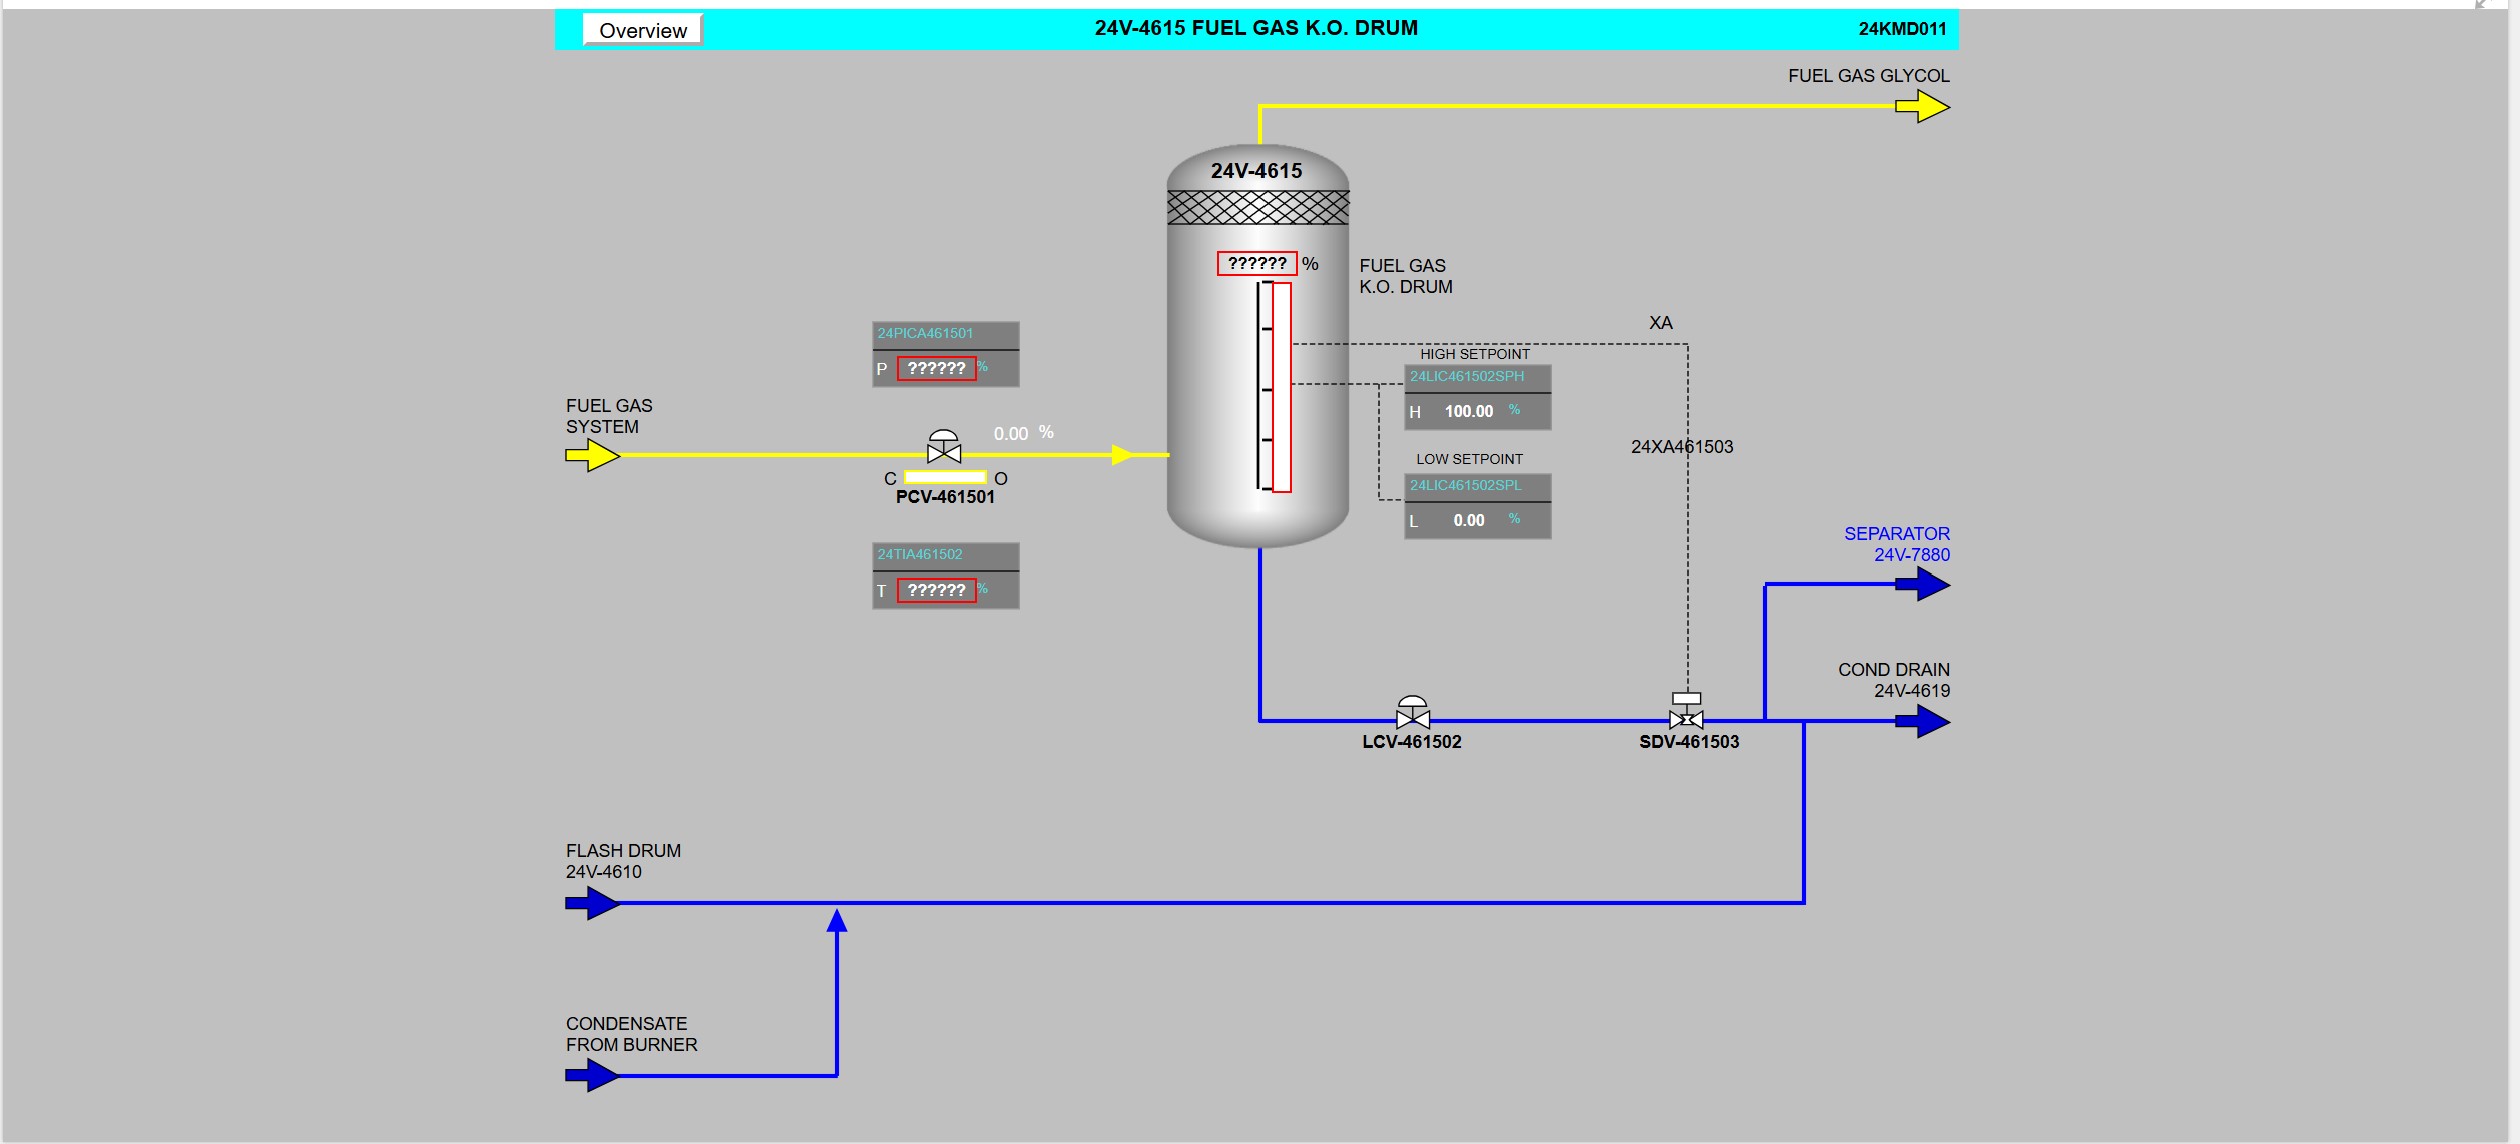 Overview
24V-4615 FUEL GAS K.O. DRUM
24KMD011
FUEL GAS GLYCOL
24V-4615
?????? %
FUEL GAS
K.O. DRUM
XA
24PICA461501
P ?????? %
HIGH SETPOINT
24LIC461502SPH
H 100.00 %
FUEL GAS
SYSTEM
0.00 %
C O
PCV-461501
24XA461503
LOW SETPOINT
24LIC461502SPL
L 0.00 %
24TIA461502
T ?????? %
SEPARATOR
24V-7880
COND DRAIN
24V-4619
LCV-461502
SDV-461503
FLASH DRUM
24V-4610
CONDENSATE
FROM BURNER